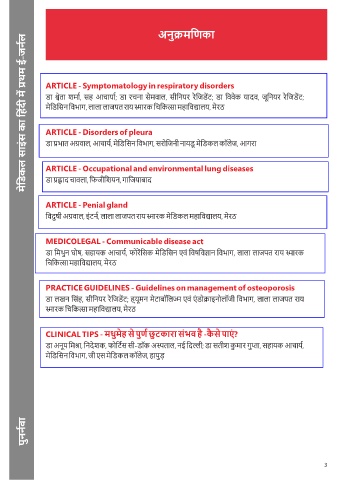 अनुक्रमणिका
मेडिकल साइंस का हिंदी में प्रथम ई-जर्नल
ARTICLE - Symptomatology in respiratory disorders
डा श्वेता शर्मा, सह आचार्या; डा रचना सेमवाल, सीनियर रेजिडेंट; डा विवेक यादव, जूनियर रेजिडेंट;
मेडिसिन विभाग, लाला लाजपत राय स्मारक चिकित्सा महाविद्यालय, मेरठ
ARTICLE - Disorders of pleura
डा प्रभात अग्रवाल, आचार्य, मेडिसिन विभाग, सरोजिनी नायडू मेडिकल कॉलेज, आगरा
ARTICLE - Occupational and environmental lung diseases
डा प्रह्लाद चावला, फिजीशियन, गाजियाबाद
ARTICLE - Penial gland
विदुषी अग्रवाल, इंटर्न, लाला लाजपत राय स्मारक मेडिकल महाविद्यालय, मेरठ
MEDICOLEGAL - Communicable disease act
डा मिथुन घोष, सहायक आचार्य, फोरेंसिक मेडिसिन एवं विषविज्ञान विभाग, लाला लाजपत राय स्मारक
चिकित्सा महाविद्यालय, मेरठ
PRACTICE GUIDELINES - Guidelines on management of osteoporosis
डा लखन सिंह, सीनियर रेजिडेंट; ह्यूमन मेटाबॉलिज्म एवं एंडोक्राइनोलॉजी विभाग, लाला लाजपत राय
स्मारक चिकित्सा महाविद्यालय, मेरठ
CLINICAL TIPS - मधुमेह से पुर्ण छुटकारा संभव है -कैसे पाएं?
डा अनूप मिश्रा, निदेशक, फोर्टिस सी-डॉक अस्पताल, नई दिल्ली; डा सतीश कुमार गुप्ता, सहायक आचार्य,
मेडिसिन विभाग, जी एस मेडिकल कॉलेज, हापुड़
पुनर्नवा
3